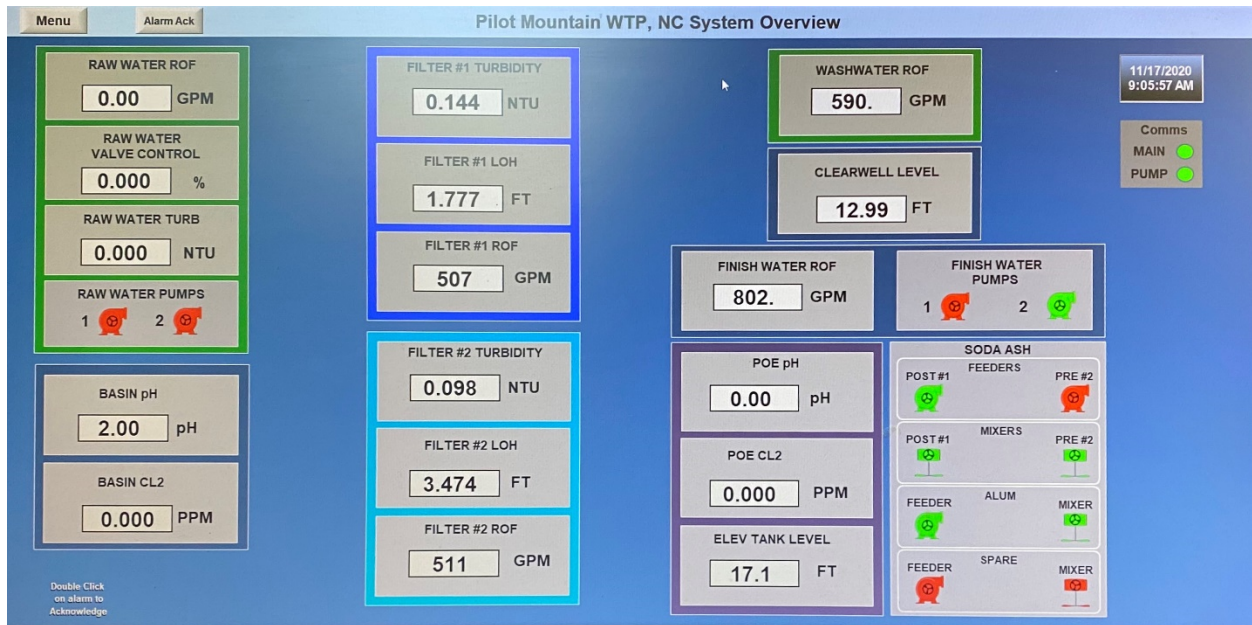 Menu
Alarm Ack
Pilot Mountain WTP, NC System Overview
RAW WATER ROF
0.00 GPM
RAW WATER
VALVE CONTROL
0.000 %
RAW WATER TURB
0.000 NTU
RAW WATER PUMPS
1 2
BASIN pH
2.00 pH
BASIN CL2
0.000 PPM
Double Click
on alarm to
Acknowledge
FILTER #1 TURBIDITY
0.144 NTU
FILTER #1 LOH
1.777 FT
FILTER #1 ROF
507 GPM
FILTER #2 TURBIDITY
0.098 NTU
FILTER #2 LOH
3.474 FT
FILTER #2 ROF
511 GPM
WASHWATER ROF
590. GPM
CLEARWELL LEVEL
12.99 FT
FINISH WATER ROF
802. GPM
FINISH WATER
PUMPS
1 2
POE pH
0.00 pH
POE CL2
0.000 PPM
ELEV TANK LEVEL
17.1 FT
SODA ASH
FEEDERS
POST #1 PRE #2
MIXERS
POST #1 PRE #2
ALUM
FEEDER MIXER
SPARE
FEEDER MIXER
11/17/2020
9:05:57 AM
Comms
MAIN
PUMP